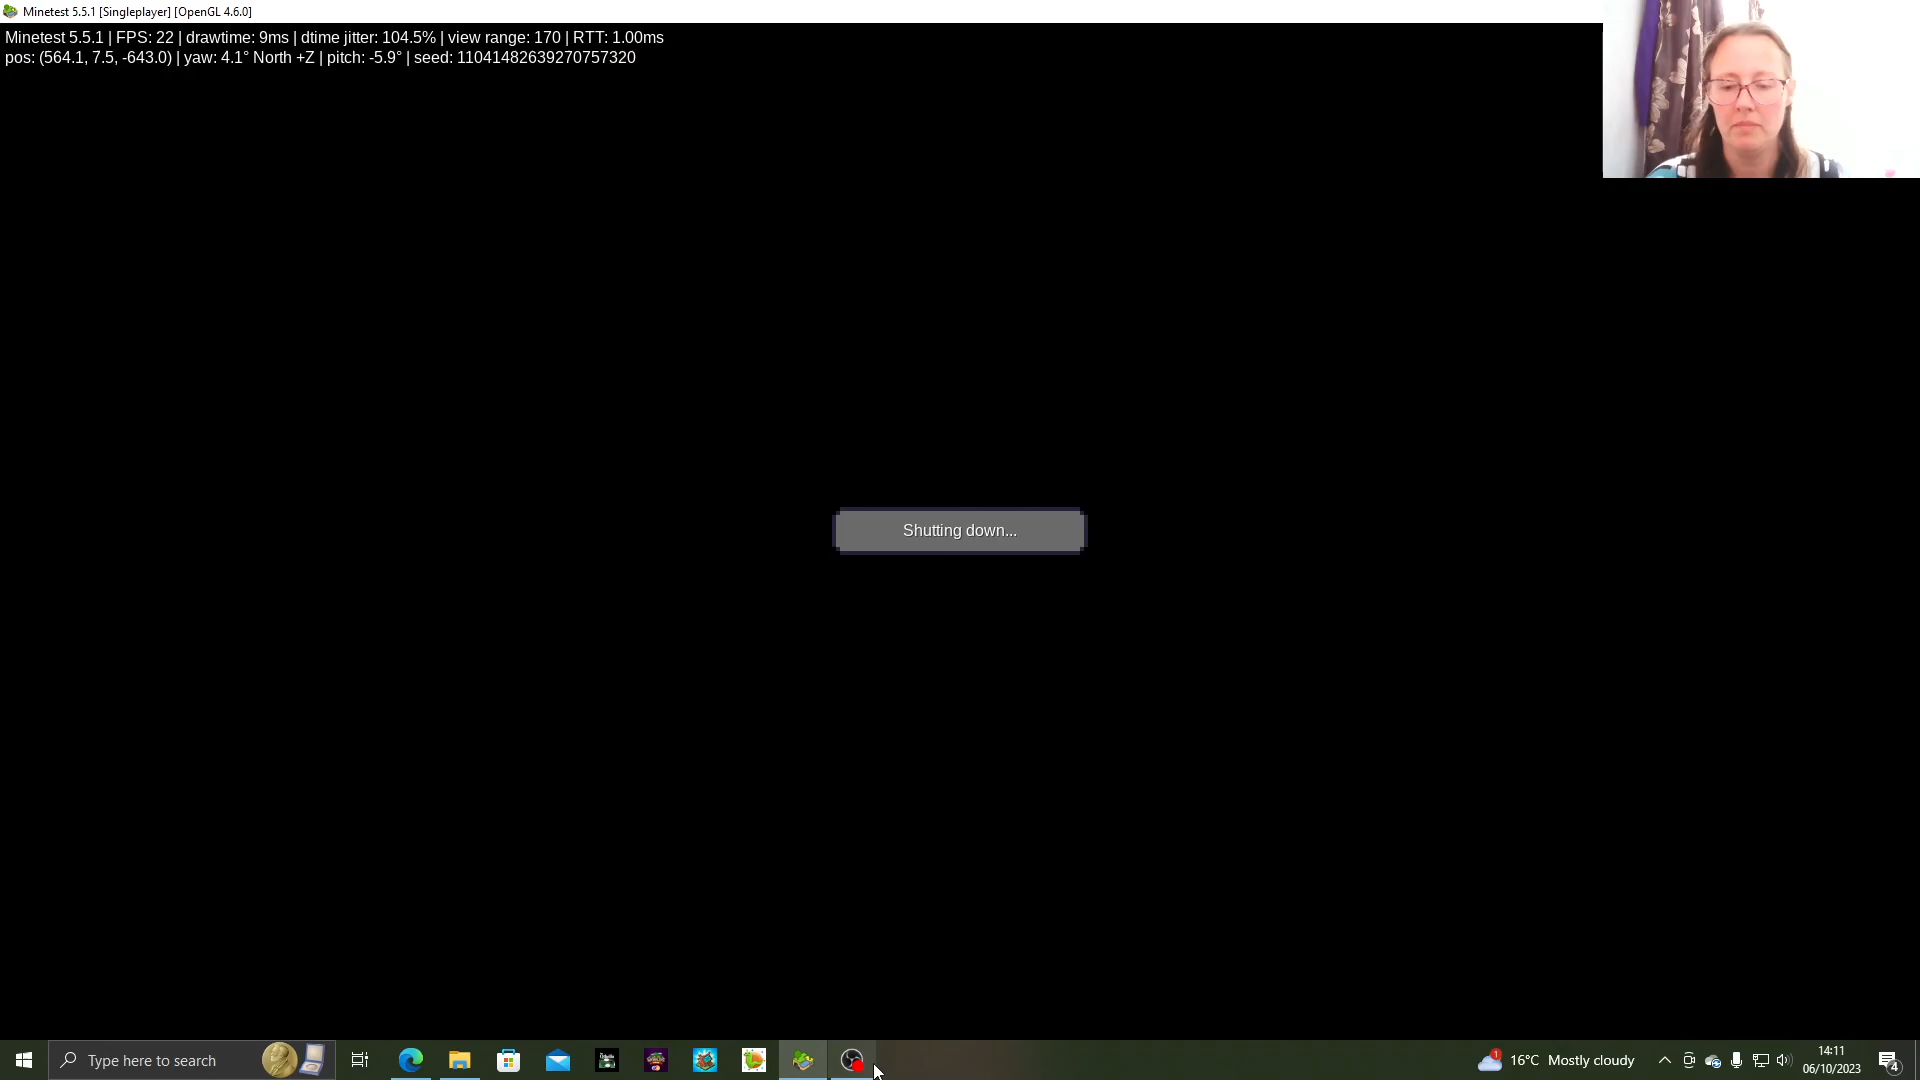 Minetest 5.5.1 [Singleplayer] [OpenGL 4.6.0]
Minetest 5.5.1 | FPS: 22 | drawtime: 9ms | dtime jitter: 104.5% | view range: 170 | RTT: 1.00ms
pos: (564.1, 7.5, -643.0) | yaw: 4.1° North +Z | pitch: -5.9° | seed: 11041482639270757320
Shutting down...
Type here to search
1
16°C Mostly cloudy
14:11
06/10/2023
4